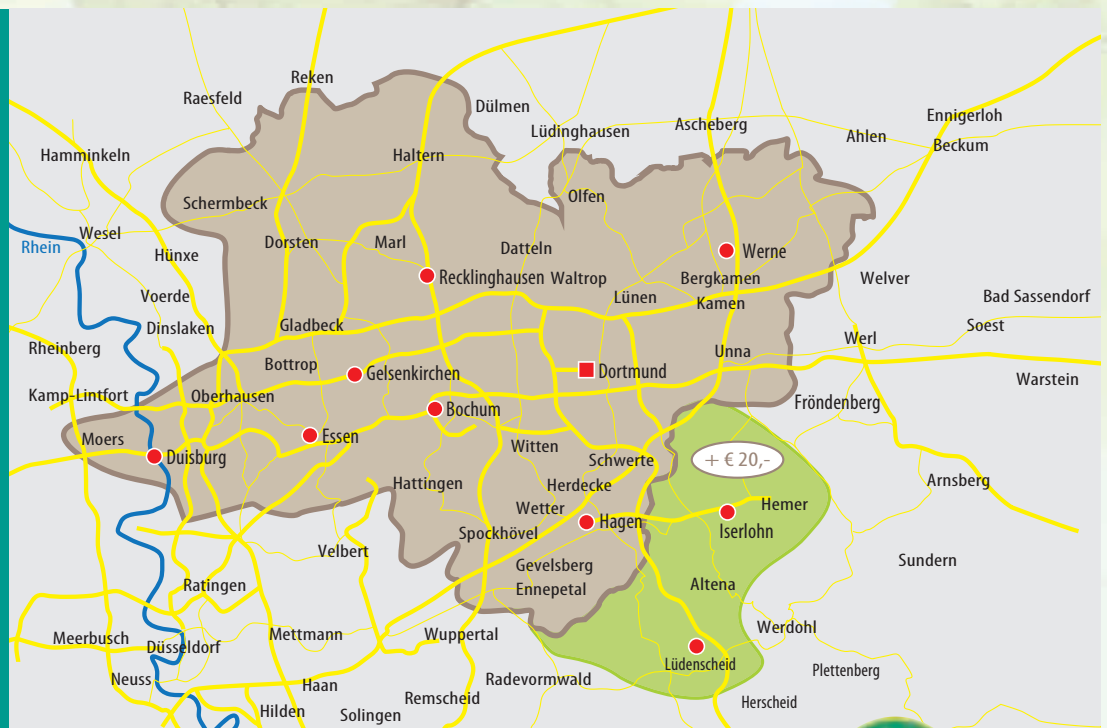 Reken
Raesfeld
Dülmen
Lüdinghausen
Ascheberg
Ennigerloh
Ahlen
Beckum
Hamminkeln
Haltern
Olfen
Schermbeck
Wesel
Rhein
Hünxe
Dorsten
Marl
Datteln
Werne
Recklinghausen
Waltrop
Bergkamen
Welver
Voerde
Lünen
Kamen
Bad Sassendorf
Dinslaken
Gladbeck
Soest
Rheinberg
Werl
Unna
Bottrop
Gelsenkirchen
Dortmund
Warstein
Kamp-Lintfort
Oberhausen
Fröndenberg
Bochum
Moers
Essen
Witten
Duisburg
Schwerte
+ € 20,-
Hattingen
Herdecke
Arnsberg
Wetter
Hemer
Hagen
Iserlohn
Spockhövel
Velbert
Gevelsberg
Sundern
Ratingen
Ennepetal
Altena
Meerbusch
Düsseldorf
Mettmann
Wuppertal
Werdohl
Lüdenscheid
Plettenberg
Neuss
Haan
Radevormwald
Remscheid
Herscheid
Hilden
Solingen